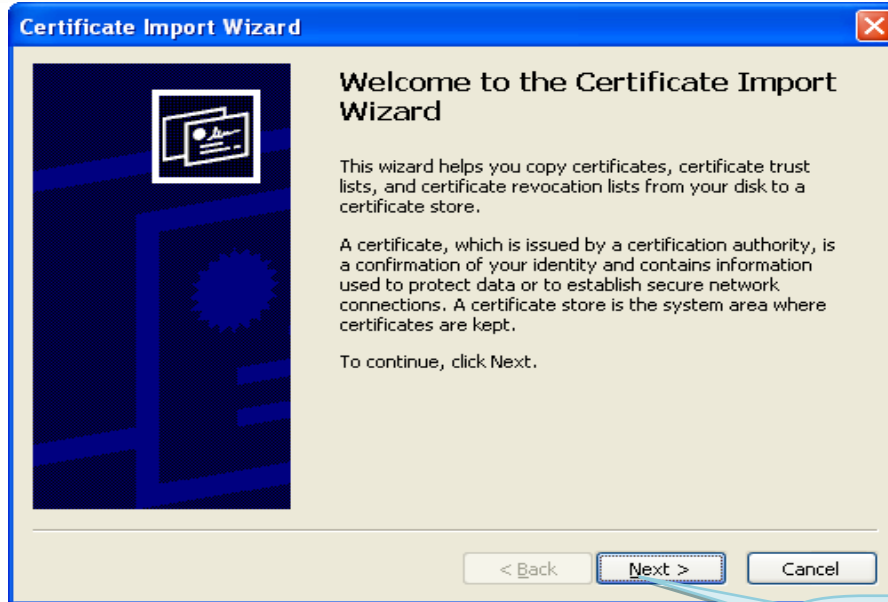 Certificate Import Wizard
Welcome to the Certificate Import
Wizard
This wizard helps you copy certificates, certificate trust
lists, and certificate revocation lists from your disk to a
certificate store.
A certificate, which is issued by a certification authority, is
a confirmation of your identity and contains information
used to protect data or to establish secure network
connections. A certificate store is the system area where
certificates are kept.
To continue, click Next.
< Back Next > Cancel